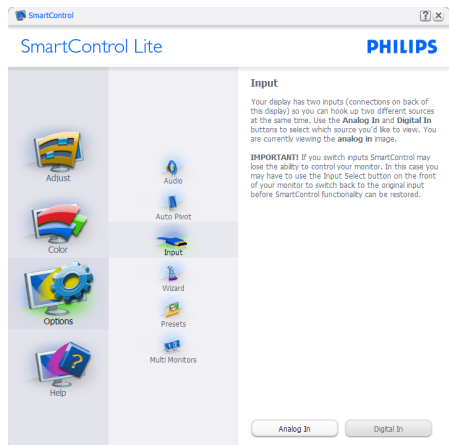 SmartControl
SmartControl Lite
PHILIPS
Adjust
Color
Options
Help
Audio
Auto Pivot
Input
Wizard
Presets
Multi Monitors
Input
Your display has two inputs (connections on back of
this display) so you can hook up two different sources
at the same time. Use the Analog In and Digital In
buttons to select which source you'd like to view. You
are currently viewing the analog in image.
IMPORTANT! If you switch inputs SmartControl may
lose the ability to control your monitor. In this case you
may have to use the Input Select button on the front
of your monitor to switch back to the original input
before SmartControl functionality can be restored.
Analog In
Digital In